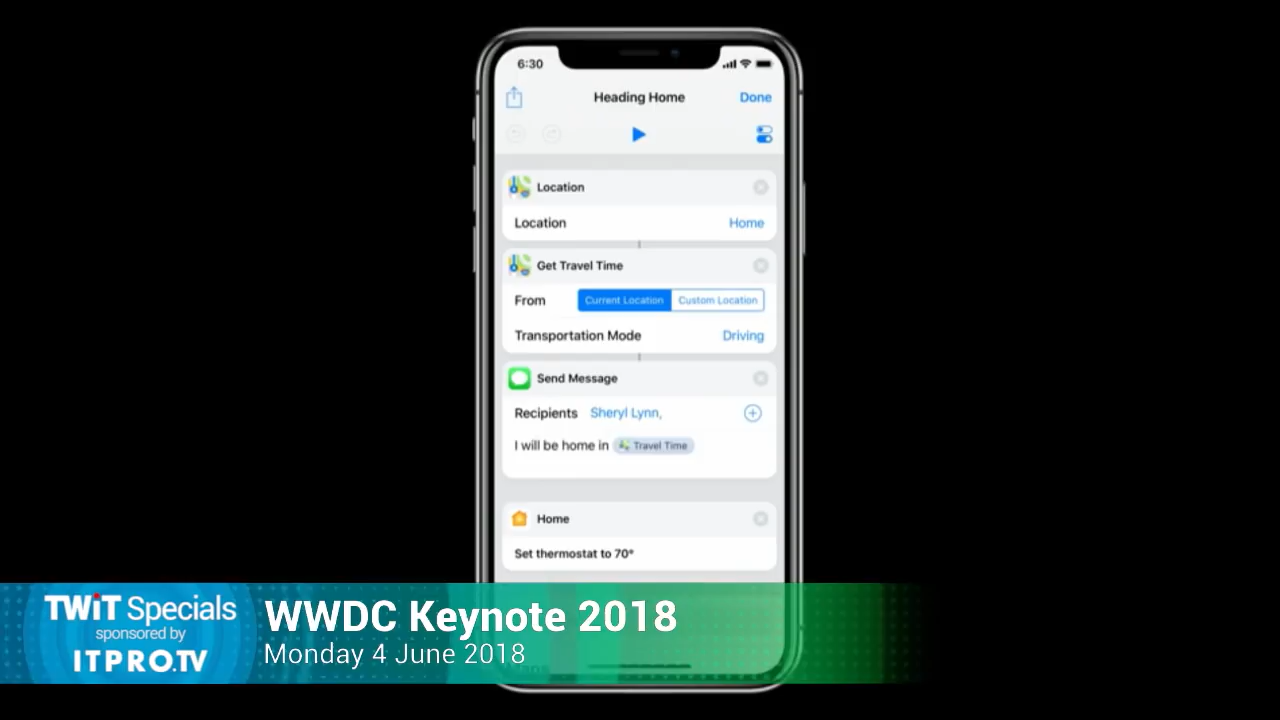 6:30
Heading Home
Done
Location
Location Home
Get Travel Time
From Current Location Custom Location
Transportation Mode Driving
Send Message
Recipients Sheryl Lynn,
I will be home in Travel Time
Home
Set thermostat to 70°
TWiT Specials
sponsored by
ITPRO.TV
WWDC Keynote 2018
Monday 4 June 2018